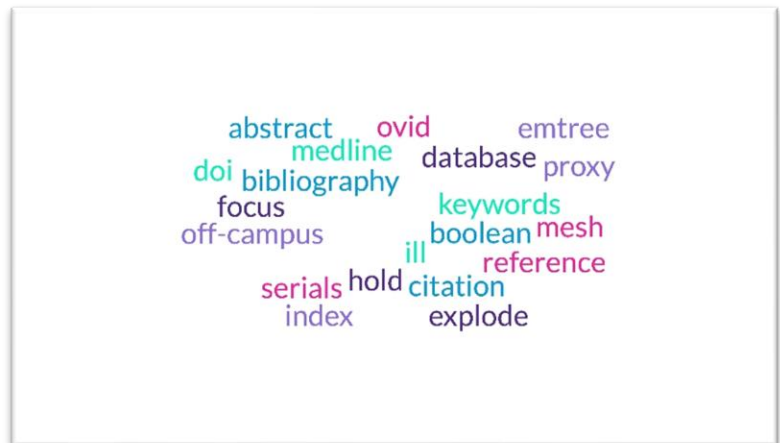 abstract ovid emtree
medline database
doi bibliography proxy
focus keywords
off-campus boolean mesh
ill reference
serials hold citation
index explode